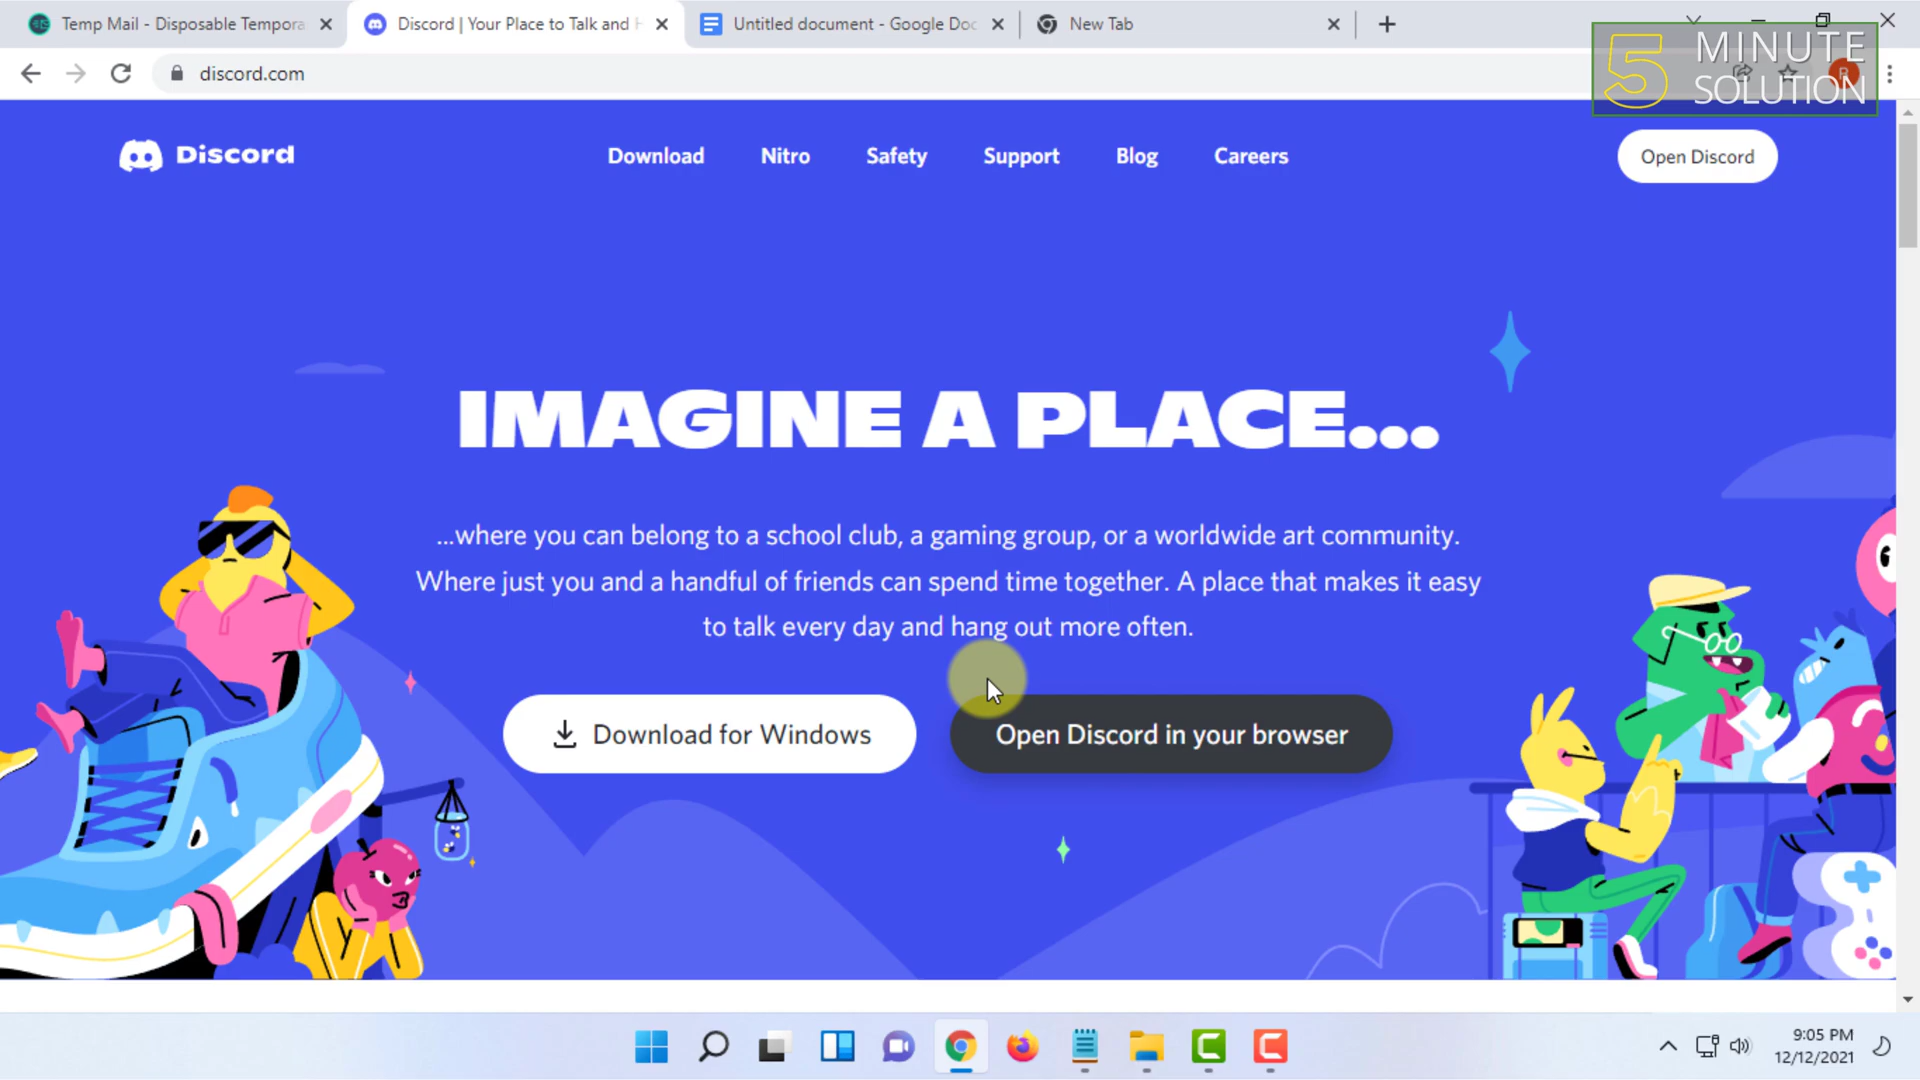 Temp Mail - Disposable Tempora
Discord | Your Place to Talk and H
Untitled document - Google Doc
New Tab
discord.com
5 MINUTE SOLUTION
Discord
Download
Nitro
Safety
Support
Blog
Careers
Open Discord
IMAGINE A PLACE...
...where you can belong to a school club, a gaming group, or a worldwide art community.
Where just you and a handful of friends can spend time together. A place that makes it easy
to talk every day and hang out more often.
Download for Windows
Open Discord in your browser
9:05 PM
12/12/2021